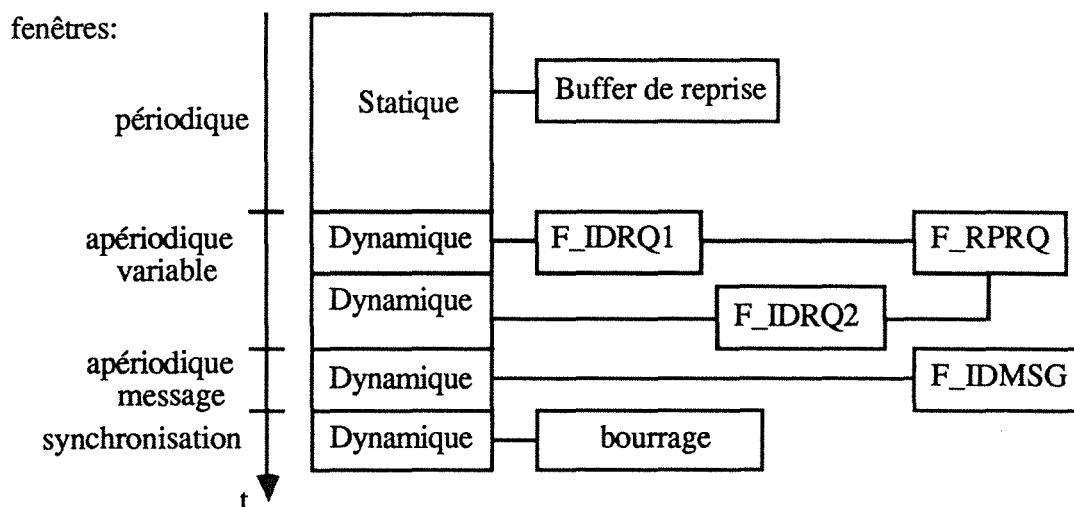 fenêtres:
périodique
Statique
Buffer de reprise
apériodique
variable
Dynamique
F_IDRQ1
F_RPRQ
Dynamique
F_IDRQ2
apériodique
message
Dynamique
F_IDMSG
synchronisation
Dynamique
bourrage
t